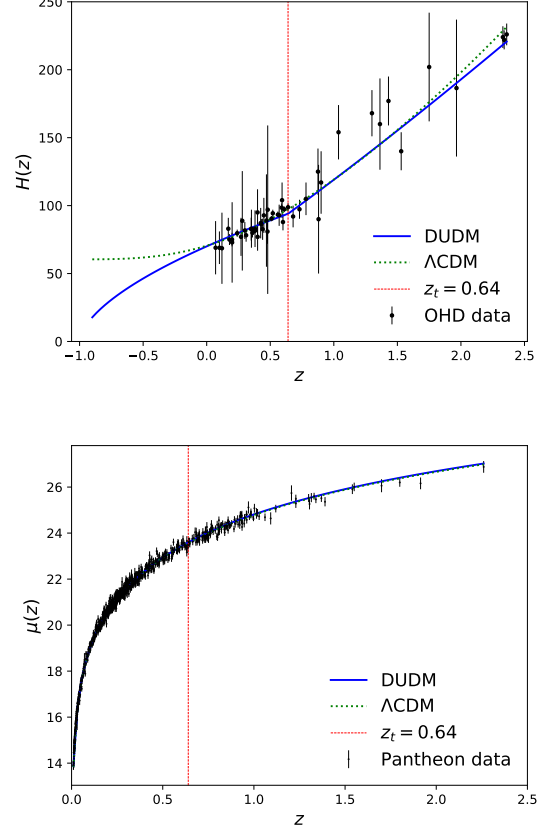 250
200
150
100
50
0
H(z)
DUDM
ΛCDM
z_t = 0.64
OHD data
−1.0 −0.5 0.0 0.5 1.0 1.5 2.0 2.5
z
26
24
22
20
18
16
14
μ(z)
DUDM
ΛCDM
z_t = 0.64
Pantheon data
0.0 0.5 1.0 1.5 2.0 2.5
z